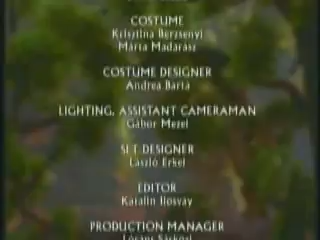 COSTUME
Krisztina Berzsenyi
Márta Madarász
COSTUME DESIGNER
Andrea Barta
LIGHTING, ASSISTANT CAMERAMAN
Gábor Mezei
SET DESIGNER
László Erkel
EDITOR
Katalin Ilosvay
PRODUCTION MANAGER